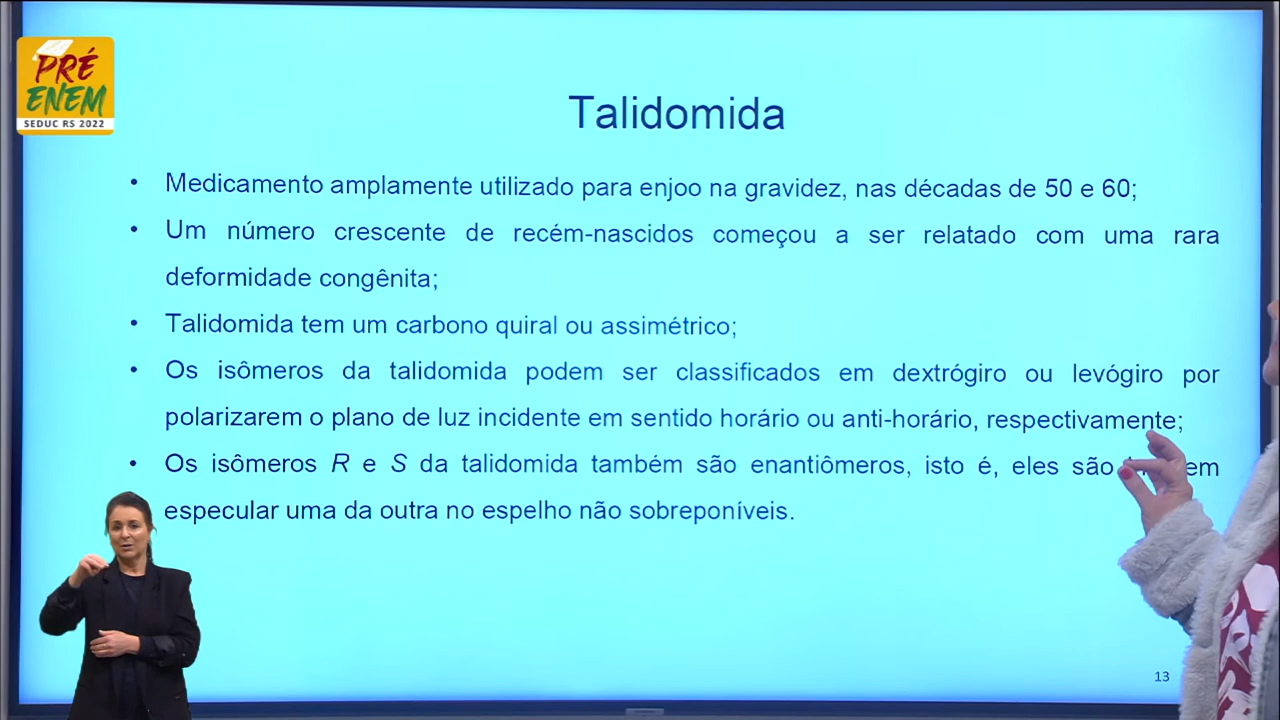 PRÉ
ENEM
SEDUC RS 2022
Talidomida
• Medicamento amplamente utilizado para enjoo na gravidez, nas décadas de 50 e 60;
• Um número crescente de recém-nascidos começou a ser relatado com uma rara
deformidade congênita;
• Talidomida tem um carbono quiral ou assimétrico;
• Os isômeros da talidomida podem ser classificados em dextrógiro ou levógiro por
polarizarem o plano de luz incidente em sentido horário ou anti-horário, respectivamente;
• Os isômeros R e S da talidomida também são enantiômeros, isto é, eles são
especular uma da outra no espelho não sobreponíveis.
13